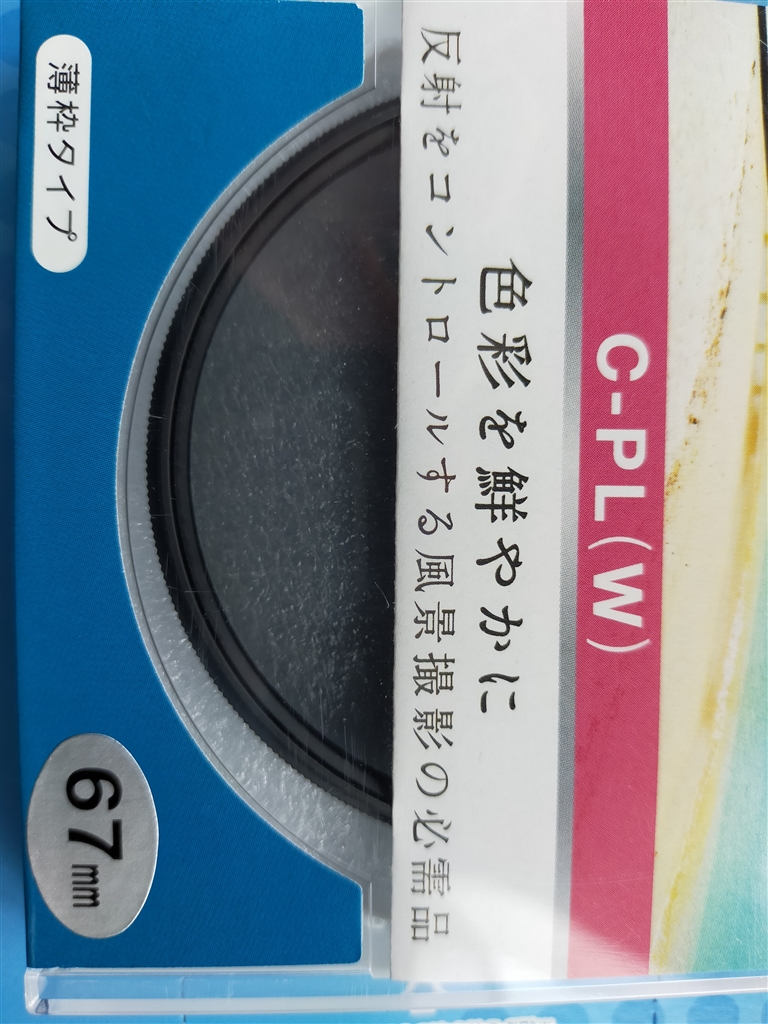 C-PL(W)
色彩を鮮やかに
反射をコントロールする風景撮影の必需品
薄枠タイプ
67mm